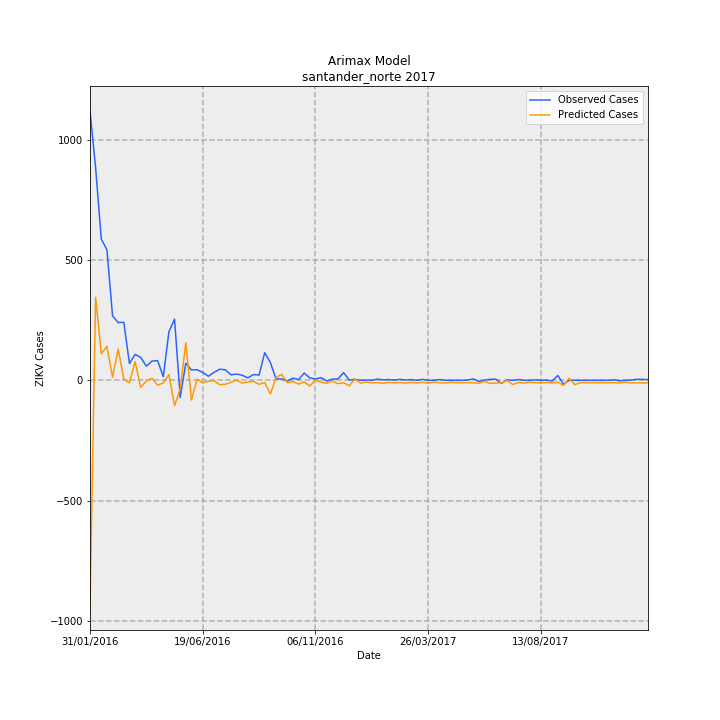 Arimax Model
santander_norte 2017
Observed Cases
Predicted Cases
1000
500
0
−500
−1000
ZIKV Cases
31/01/2016
19/06/2016
06/11/2016
26/03/2017
13/08/2017
Date